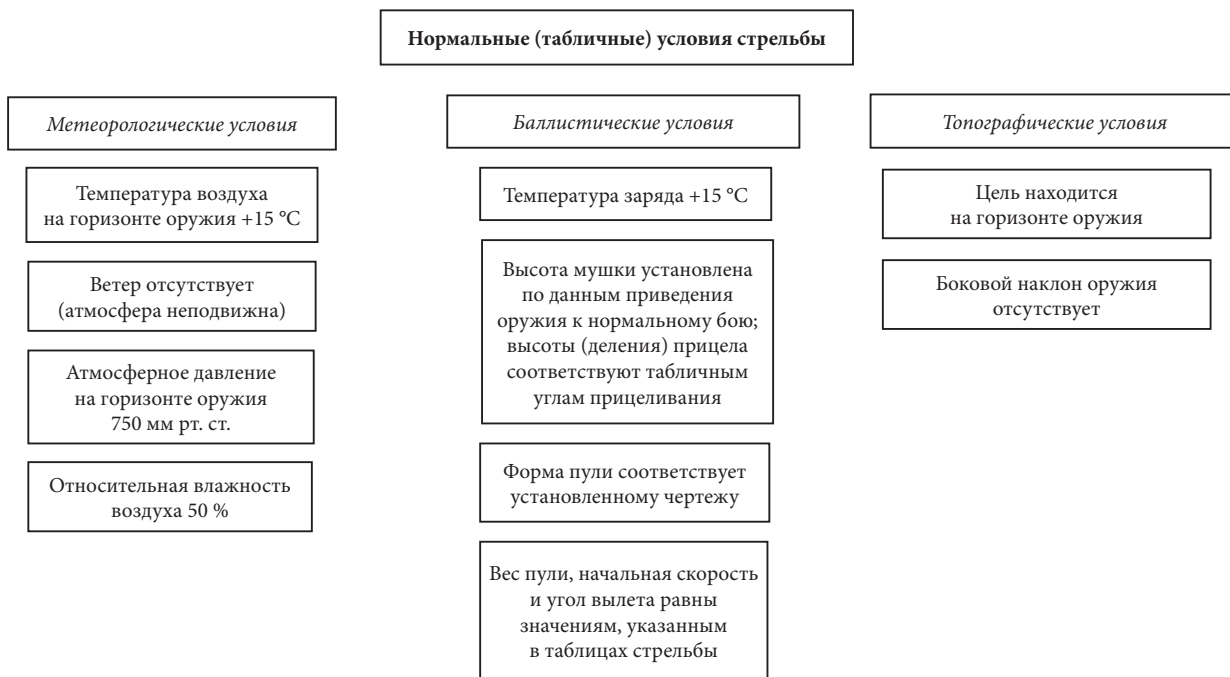 Нормальные (табличные) условия стрельбы
Метеорологические условия
Температура воздуха
на горизонте оружия +15 °С
Ветер отсутствует
(атмосфера неподвижна)
Атмосферное давление
на горизонте оружия
750 мм рт. ст.
Относительная влажность
воздуха 50 %
Баллистические условия
Температура заряда +15 °С
Высота мушки установлена
по данным приведения
оружия к нормальному бою;
высоты (деления) прицела
соответствуют табличным
углам прицеливания
Форма пули соответствует
установленному чертежу
Вес пули, начальная скорость
и угол вылета равны
значениям, указанным
в таблицах стрельбы
Топографические условия
Цель находится
на горизонте оружия
Боковой наклон оружия
отсутствует